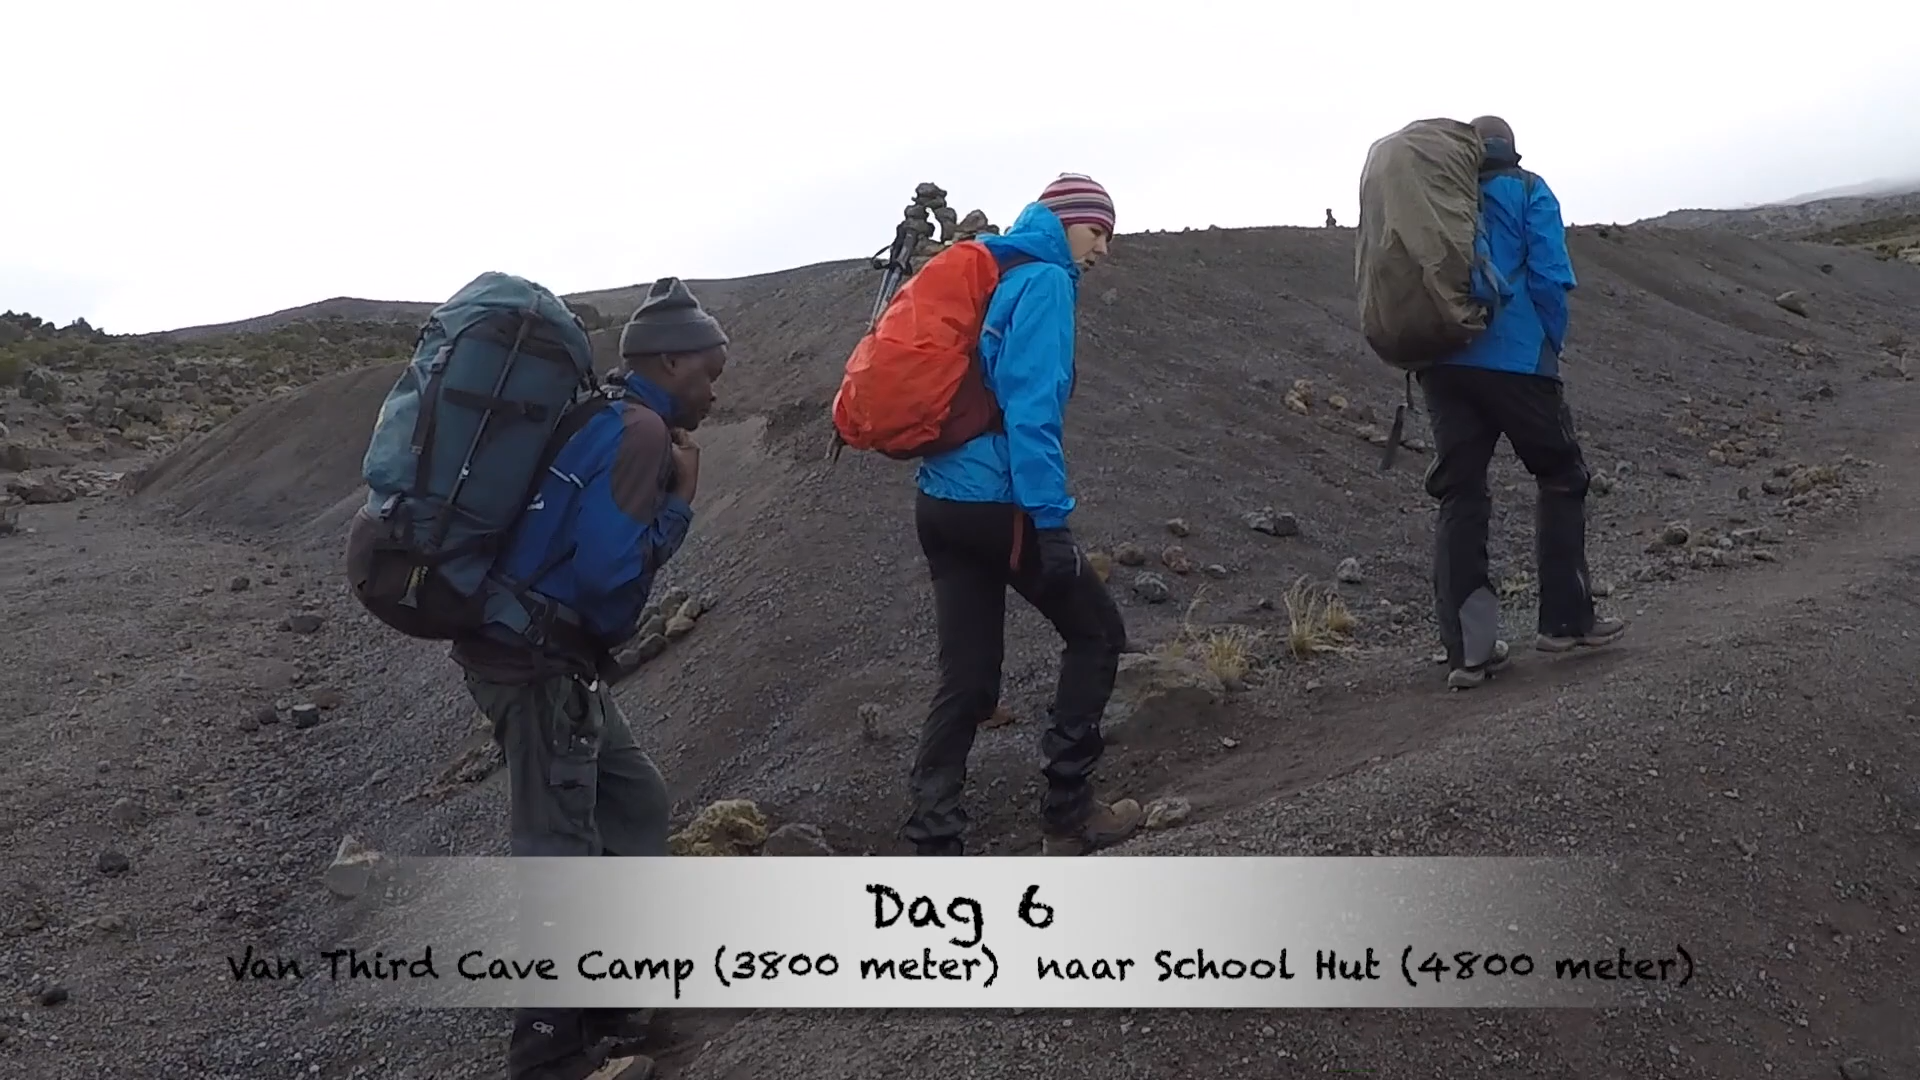 Dag 6
Van Third Cave Camp (3800 meter) naar School Hut (4800 meter)